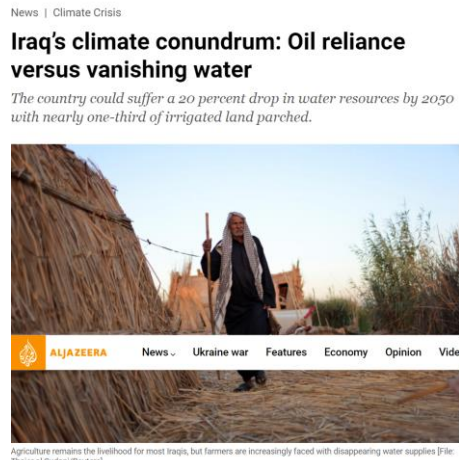 News | Climate Crisis
Iraq's climate conundrum: Oil reliance
versus vanishing water
The country could suffer a 20 percent drop in water resources by 2050
with nearly one-third of irrigated land parched.
ALJAZEERA News Ukraine war Features Economy Opinion Vide
Agriculture remains the livelihood for most Iraqis, but farmers are increasingly faced with disappearing water supplies [File: